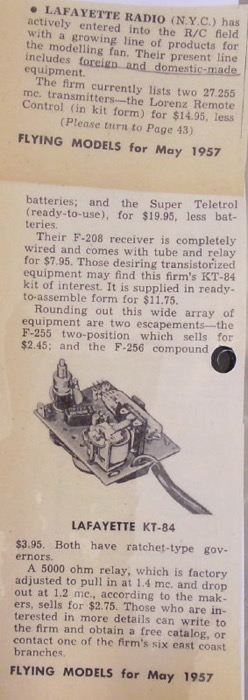 • LAFAYETTE RADIO (N.Y.C.) has
actively entered into the R/C field
with a growing line of products for
the modelling fan. Their present line
includes foreign and domestic-made
equipment.
The firm currently lists two 27.255
mc. transmitters—the Lorenz Remote
Control (in kit form) for $14.95, less
(Please turn to Page 43)
FLYING MODELS for May 1957
batteries; and the Super Teletrol
(ready-to-use), for $19.95, less bat-
teries.
Their F-208 receiver is completely
wired and comes with tube and relay
for $7.95. Those desiring transistorized
equipment may find this firm's KT-84
kit of interest. It is supplied in ready-
to-assemble form for $11.75.
Rounding out this wide array of
equipment are two escapements—the
F-255 two-position which sells for
$2.45; and the F-256 compound
LAFAYETTE KT-84
$3.95. Both have ratchet-type gov-
ernors.
A 5000 ohm relay, which is factory
adjusted to pull in at 1.4 mc. and drop
out at 1.2 mc., according to the mak-
ers, sells for $2.75. Those who are in-
terested in more details can write to
the firm and obtain a free catalog, or
contact one of the firm's six east coast
branches.
FLYING MODELS for May 1957